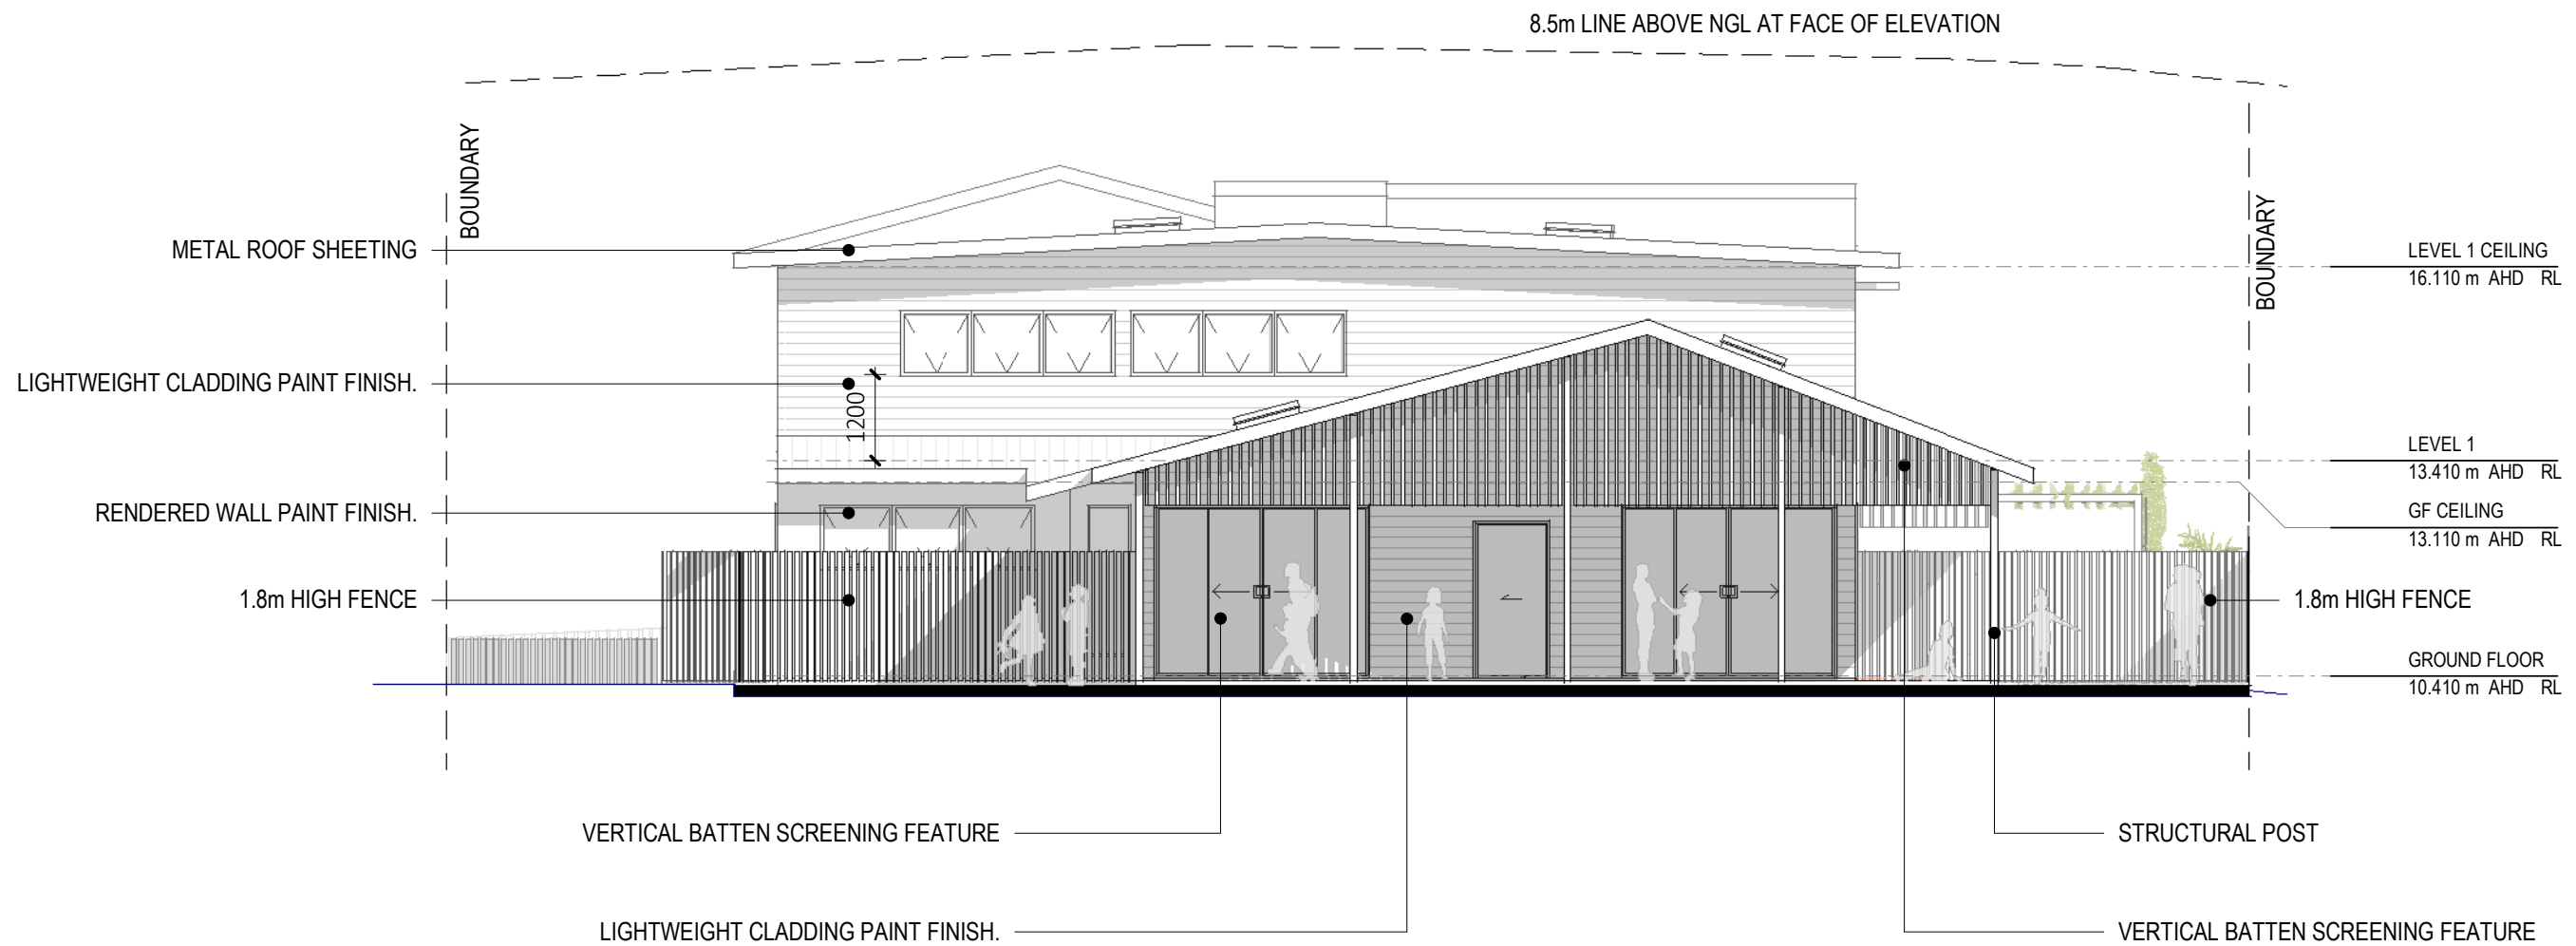 8.5m LINE ABOVE NGL AT FACE OF ELEVATION
BOUNDARY
BOUNDARY
METAL ROOF SHEETING
LEVEL 1 CEILING
16.110 m AHD RL
LIGHTWEIGHT CLADDING PAINT FINISH.
1200
LEVEL 1
13.410 m AHD RL
RENDERED WALL PAINT FINISH.
GF CEILING
13.110 m AHD RL
1.8m HIGH FENCE
1.8m HIGH FENCE
GROUND FLOOR
10.410 m AHD RL
VERTICAL BATTEN SCREENING FEATURE
STRUCTURAL POST
LIGHTWEIGHT CLADDING PAINT FINISH.
VERTICAL BATTEN SCREENING FEATURE